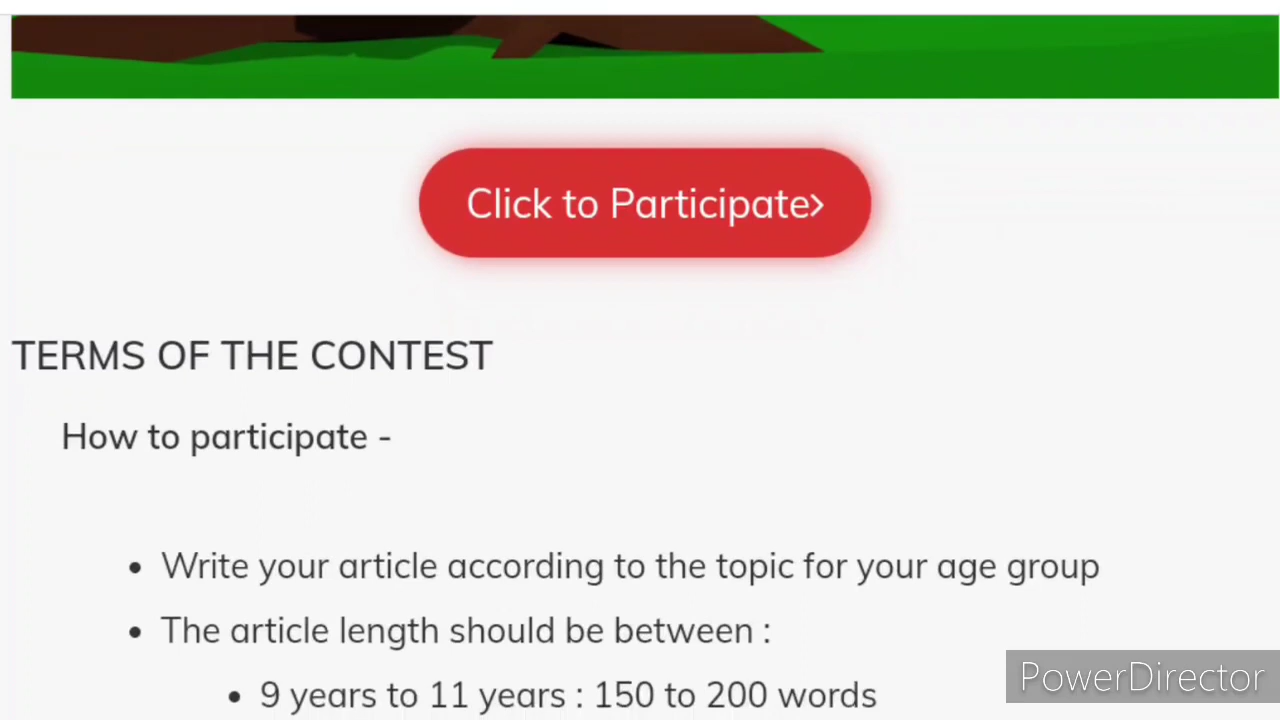 Click to Participate>
TERMS OF THE CONTEST
How to participate -
• Write your article according to the topic for your age group
• The article length should be between :
• 9 years to 11 years : 150 to 200 words
PowerDirector